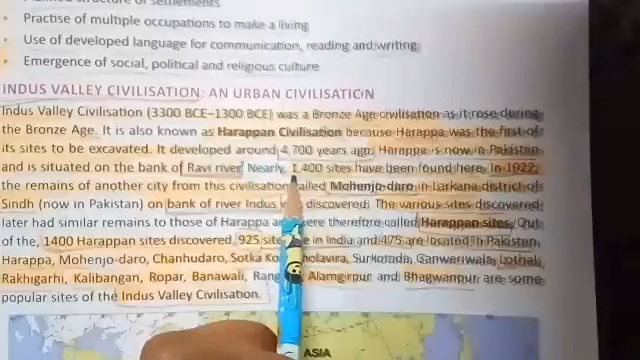 Planned structure of settlements
• Practise of multiple occupations to make a living
• Use of developed language for communication, reading and writing
• Emergence of social, political and religious culture
INDUS VALLEY CIVILISATION: AN URBAN CIVILISATION
Indus Valley Civilisation (3300 BCE–1300 BCE) was a Bronze Age civilisation as it rose during
the Bronze Age. It is also known as Harappan Civilisation because Harappa was the first of
its sites to be excavated. It developed around 4,700 years ago. Harappa is now in Pakistan
and is situated on the bank of Ravi river. Nearly, 1,400 sites have been found here. In 1922,
the remains of another city from this civilisation called Mohenjo-daro in Larkana district of
Sindh (now in Pakistan) on bank of river Indus discovered. The various sites discovered
later had similar remains to those of Harappa and were therefore called Harappan sites. Out
of the, 1400 Harappan sites discovered, 925 sites are in India and 475 are located in Pakistan.
Harappa, Mohenjo-daro, Chanhudaro, Sotka Dholavira, Surkotada, Ganweriwala, Lothal,
Rakhigarhi, Kalibangan, Ropar, Banawali, Alamgirpur and Bhagwanpur are some
popular sites of the Indus Valley Civilisation.
ASIA